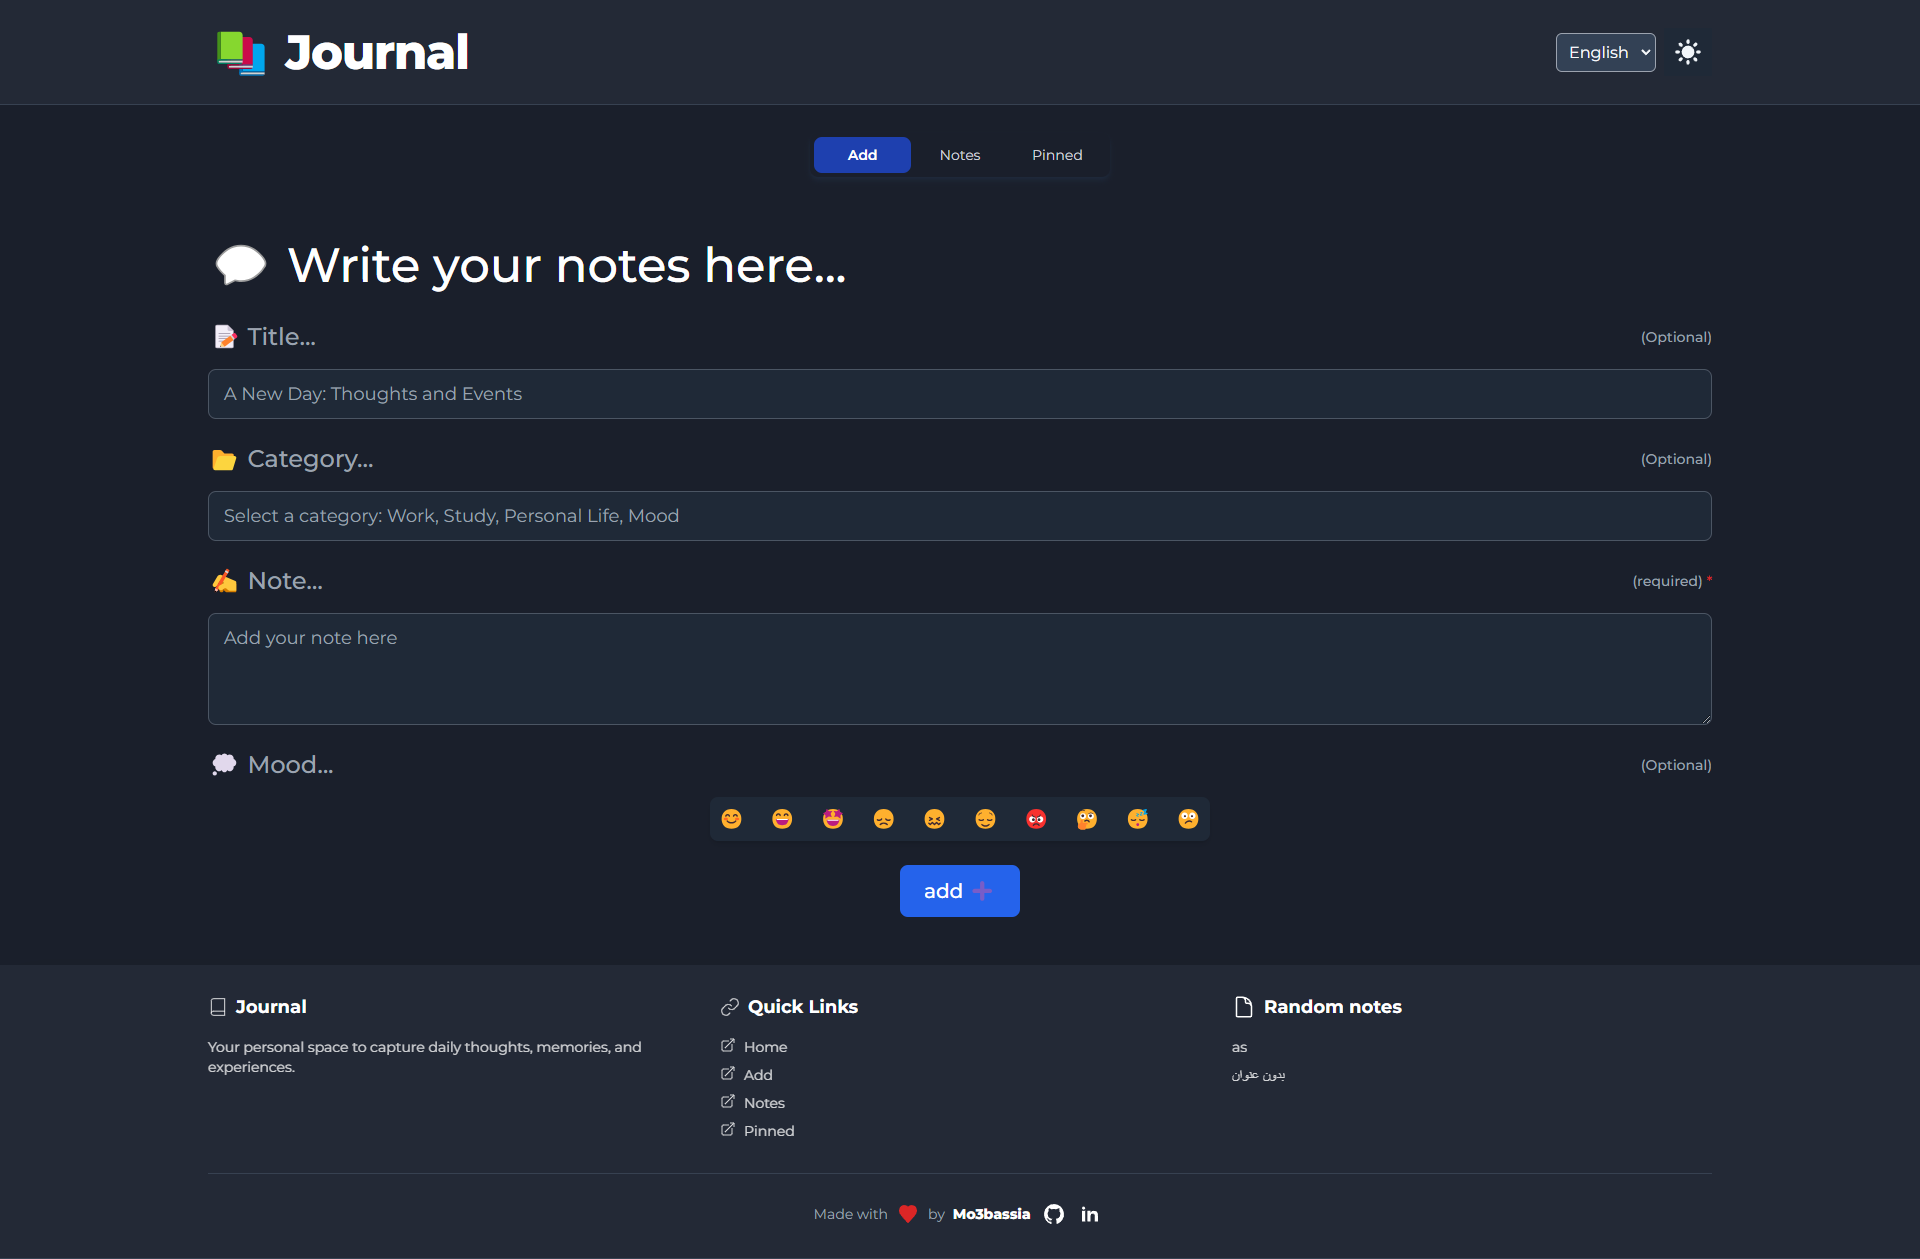 Journal
English
Add
Notes
Pinned
Write your notes here...
Title...
(Optional)
A New Day: Thoughts and Events
Category...
(Optional)
Select a category: Work, Study, Personal Life, Mood
Note...
(required) *
Add your note here
Mood...
(Optional)
add
Journal
Your personal space to capture daily thoughts, memories, and
experiences.
Quick Links
Home
Add
Notes
Pinned
Random notes
as
بدون عنوان
Made with by Mo3bassia in